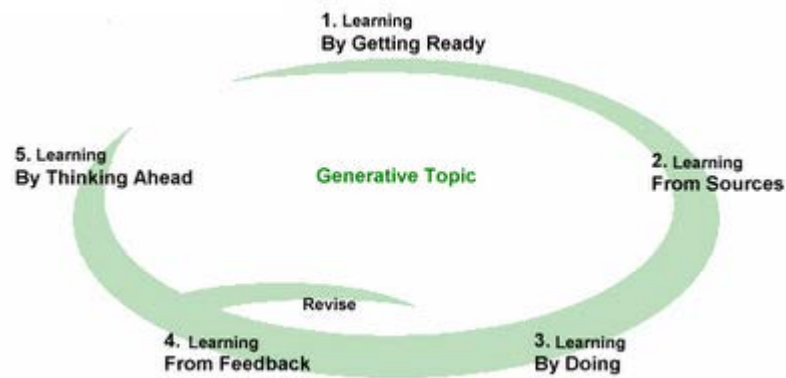 1. Learning
By Getting Ready
2. Learning
From Sources
3. Learning
By Doing
4. Learning
From Feedback
Revise
5. Learning
By Thinking Ahead
Generative Topic